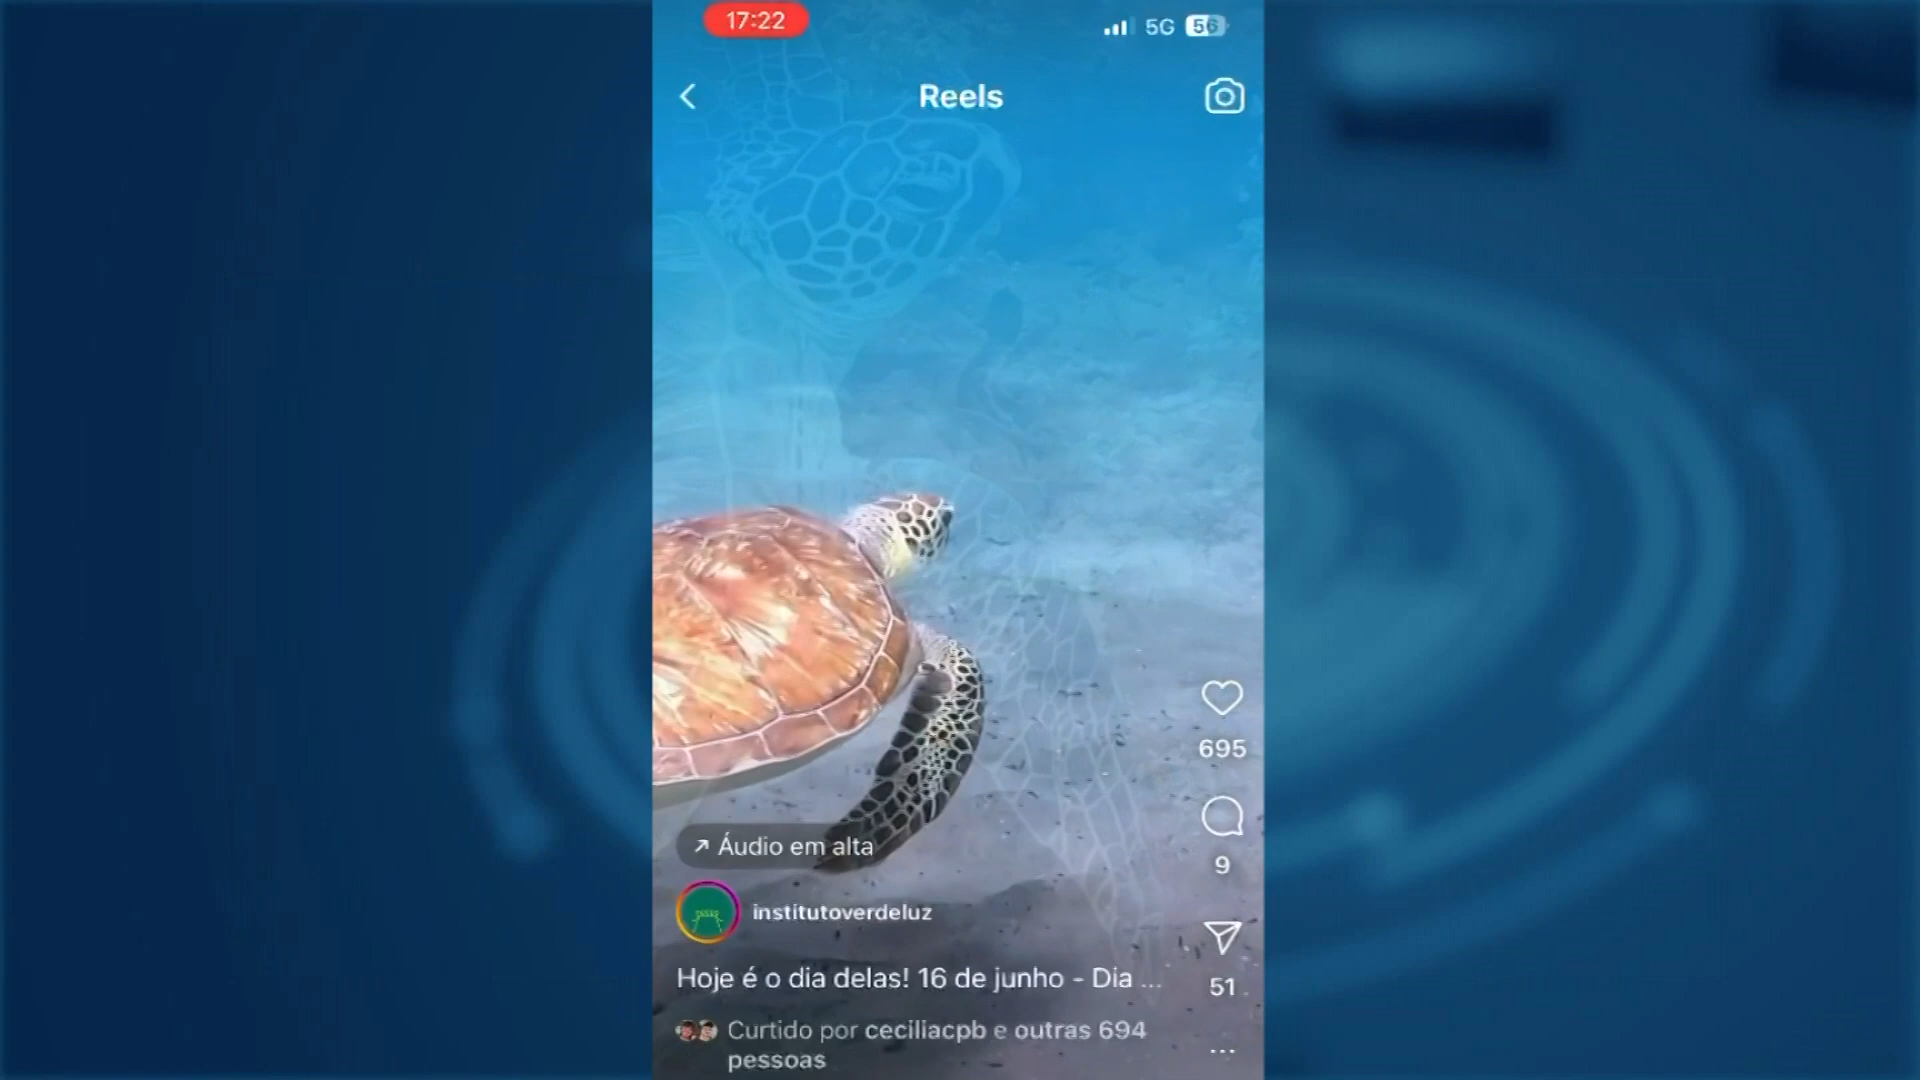 17:22
5G 56
Reels
695
9
↗ Áudio em alta
institutoverdeluz
Hoje é o dia delas! 16 de junho - Dia ...
51
Curtido por ceciliacpb e outras 694
pessoas